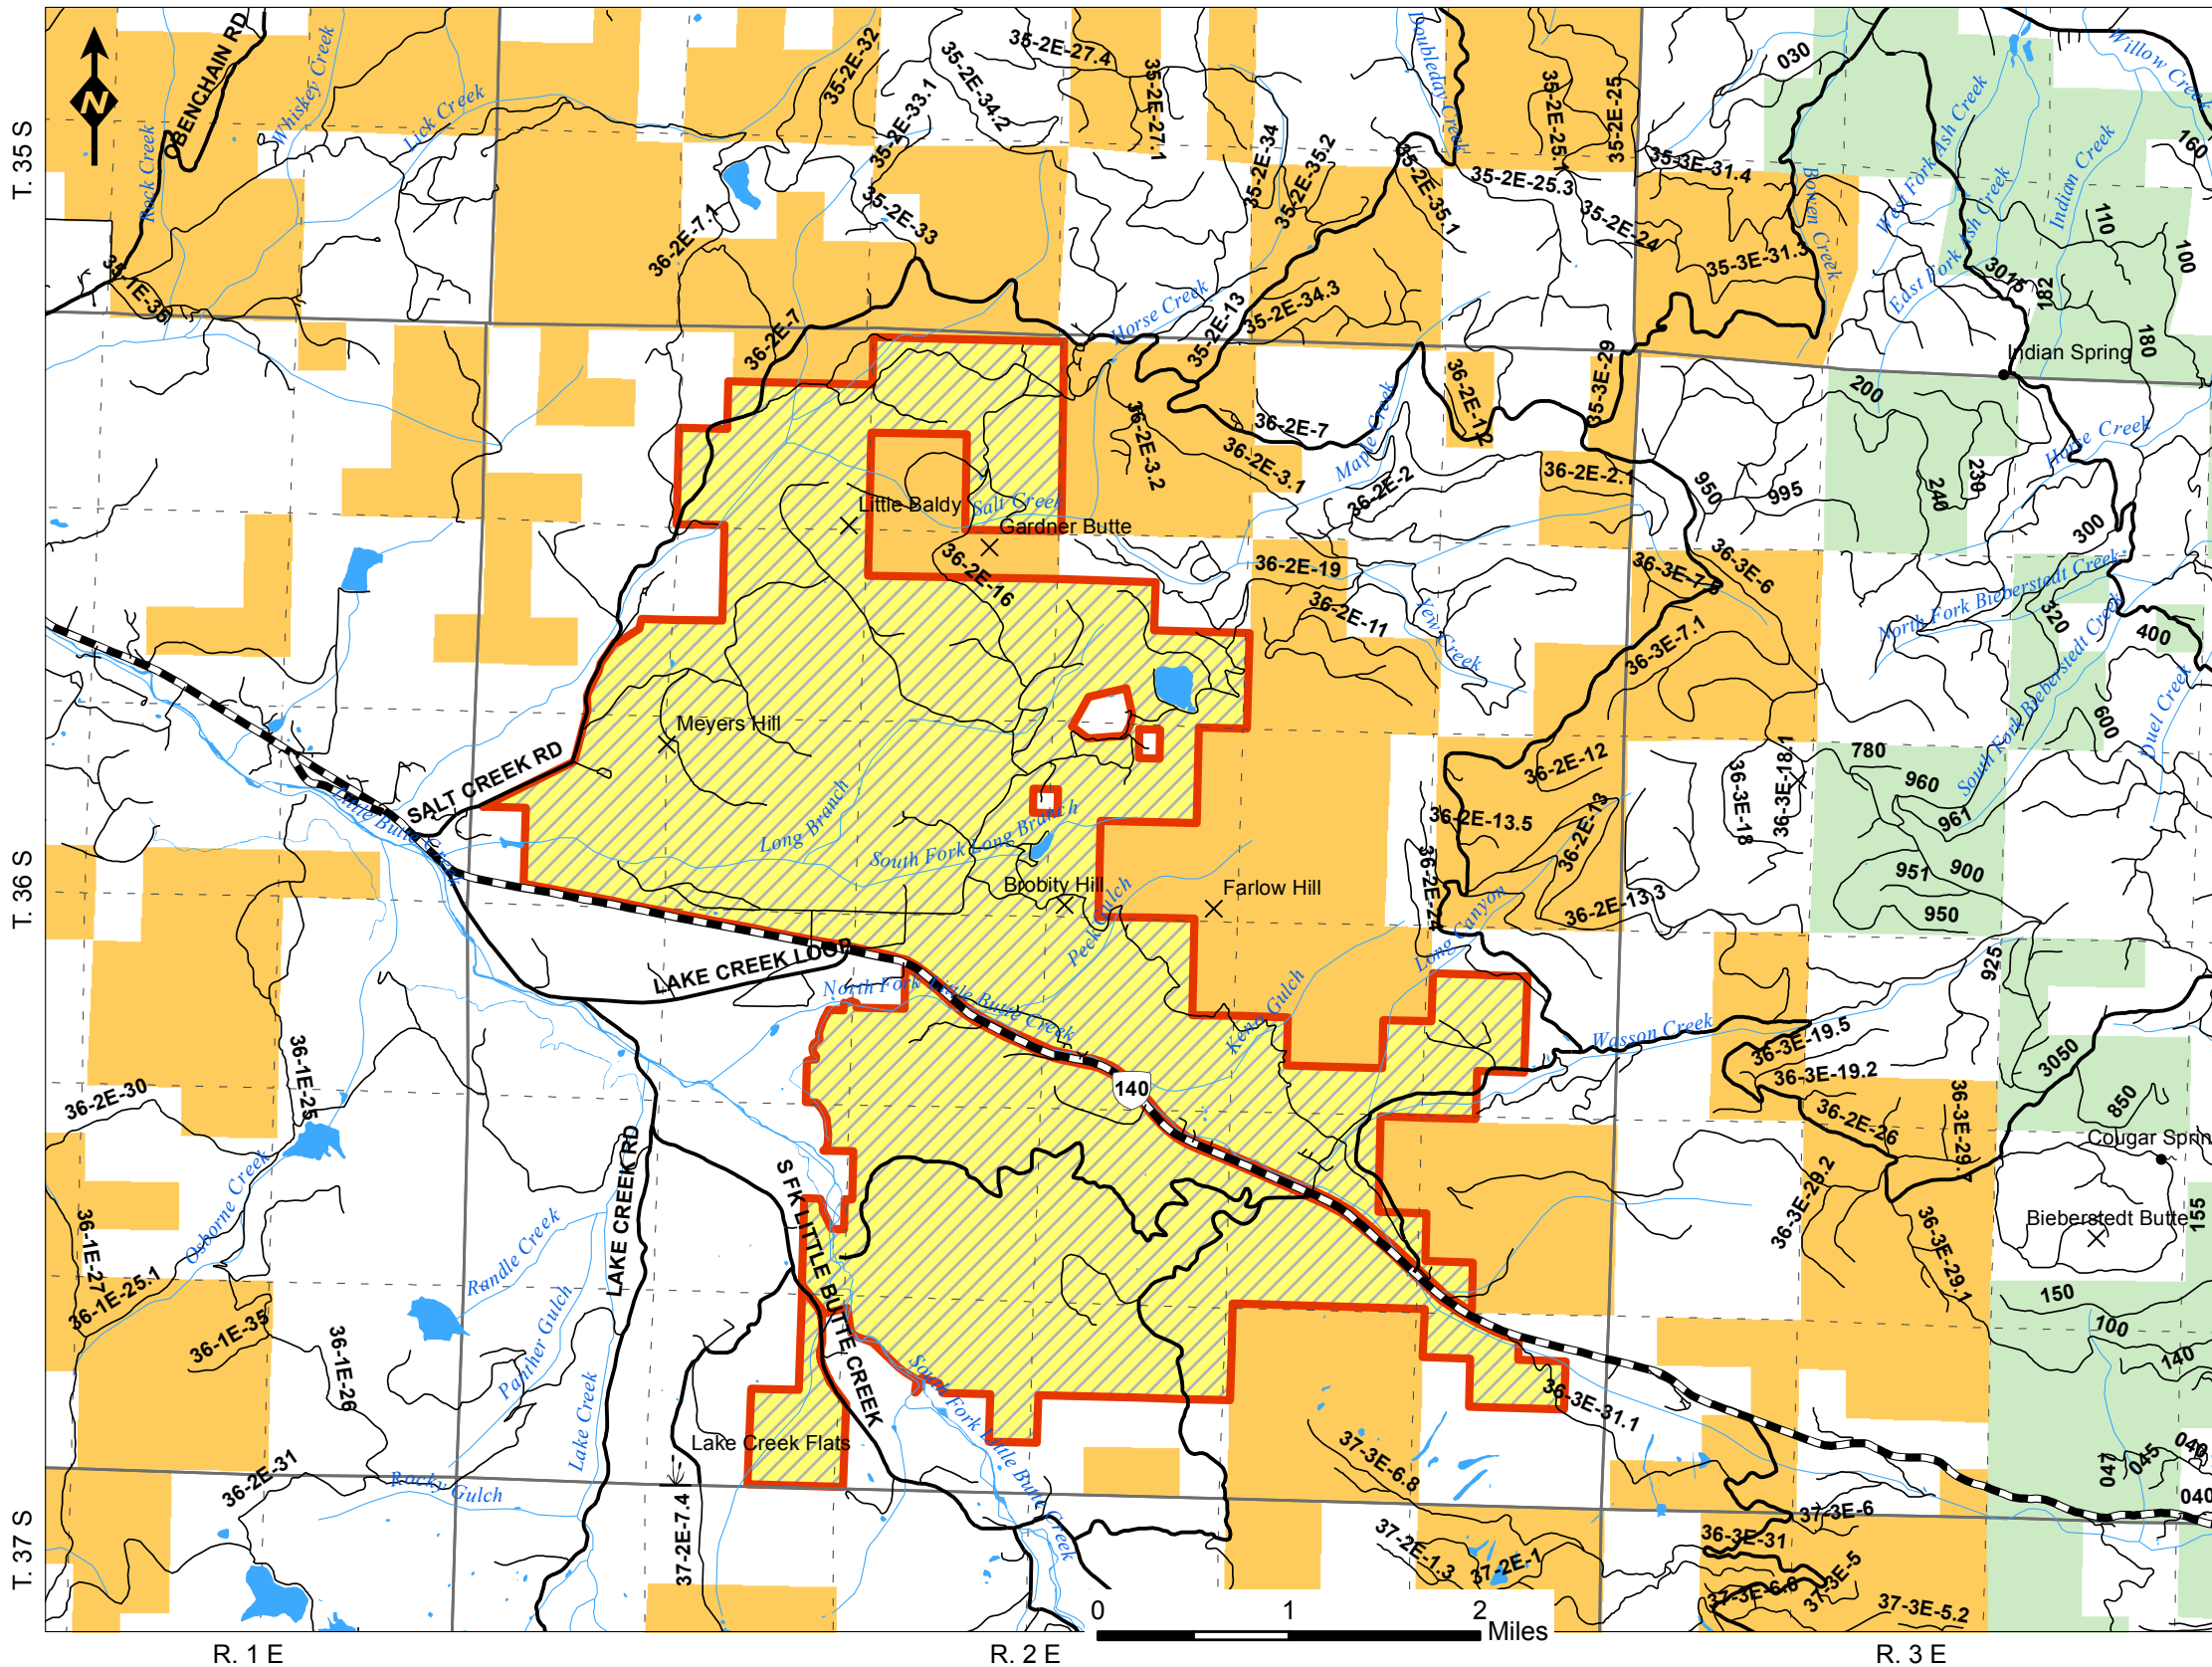 N
T. 35 S
T. 36 S
T. 37 S
OBENCHAIN RD
Rock Creek
Whiskey Creek
Lick Creek
35-1E-36
35-2E-32
35-2E-33.1
35-2E-34.2
35-2E-27.4
35-2E-27.1
35-2E-33
36-2E-7.1
36-2E-7
35-2E-34
35-2E-35.2
35-2E-34.3
35-2E-13
Horse Creek
Doubleday Creek
35-2E-35.1
35-2E-25.3
35-2E-25.1
35-2E-25
35-2E-24
35-3E-31.4
35-3E-31.3
030
Bowen Creek
West Fork Ash Creek
East Fork Ash Creek
Indian Creek
Willow Creek
160
110
100
3015
182
180
Indian Spring
200
Horse Creek
230
240
300
35-3E-29
36-2E-1.2
36-2E-7
36-2E-3.1
36-2E-3.2
Maple Creek
36-2E-2
36-2E-2.1
950
995
Little Baldy
Salt Creek
Gardner Butte
36-2E-16
36-2E-19
36-2E-11
Yew Creek
36-3E-6
36-3E-7.1
North Fork Bieberstedt Creek
South Fork Bieberstedt Creek
320
400
600
Duel Creek
Meyers Hill
SALT CREEK RD
Little Butte Creek
Long Branch
South Fork Long Branch
Brobity Hill
Peck Gulch
Farlow Hill
36-2E-12
36-2E-13.5
36-2E-13
36-2E-13.3
36-2E-24
Long Canyon
36-3E-18
36-3E-18.1
780
960
961
951
900
950
925
LAKE CREEK LOOP
North Fork Little Butte Creek
Kenny Gulch
Wasson Creek
36-3E-19.5
36-3E-19.2
36-2E-26
36-3E-29.2
36-3E-29.1
3050
850
Cougar Sprin
Bieberstedt Butte
155
150
100
140
140
36-1E-25
36-2E-30
36-1E-27
36-1E-25.1
Osborne Creek
36-1E-35
36-1E-26
Randle Creek
Panther Gulch
LAKE CREEK RD
Lake Creek
S FK LITTLE BUTTE CREEK
South Fork Little Butte Creek
Lake Creek Flats
36-2E-31
Rocky Gulch
37-2E-7.4
36-3E-31.1
37-3E-6.8
37-2E-1.3
37-2E-1
37-3E-6
36-3E-31
37-3E-6.6
37-3E-5
37-3E-5.2
047
045
040
0 1 2
Miles
R. 1 E
R. 2 E
R. 3 E